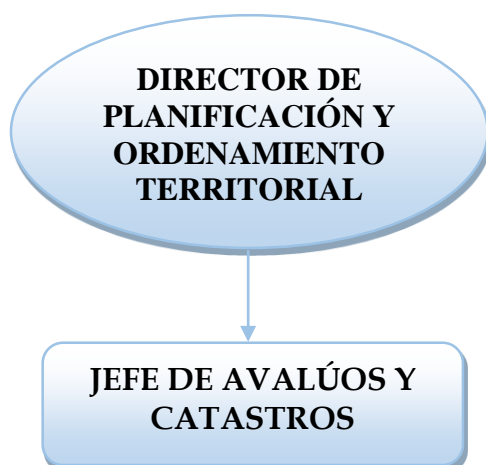 DIRECTOR DE
PLANIFICACIÓN Y
ORDENAMIENTO
TERRITORIAL
JEFE DE AVALÚOS Y
CATASTROS